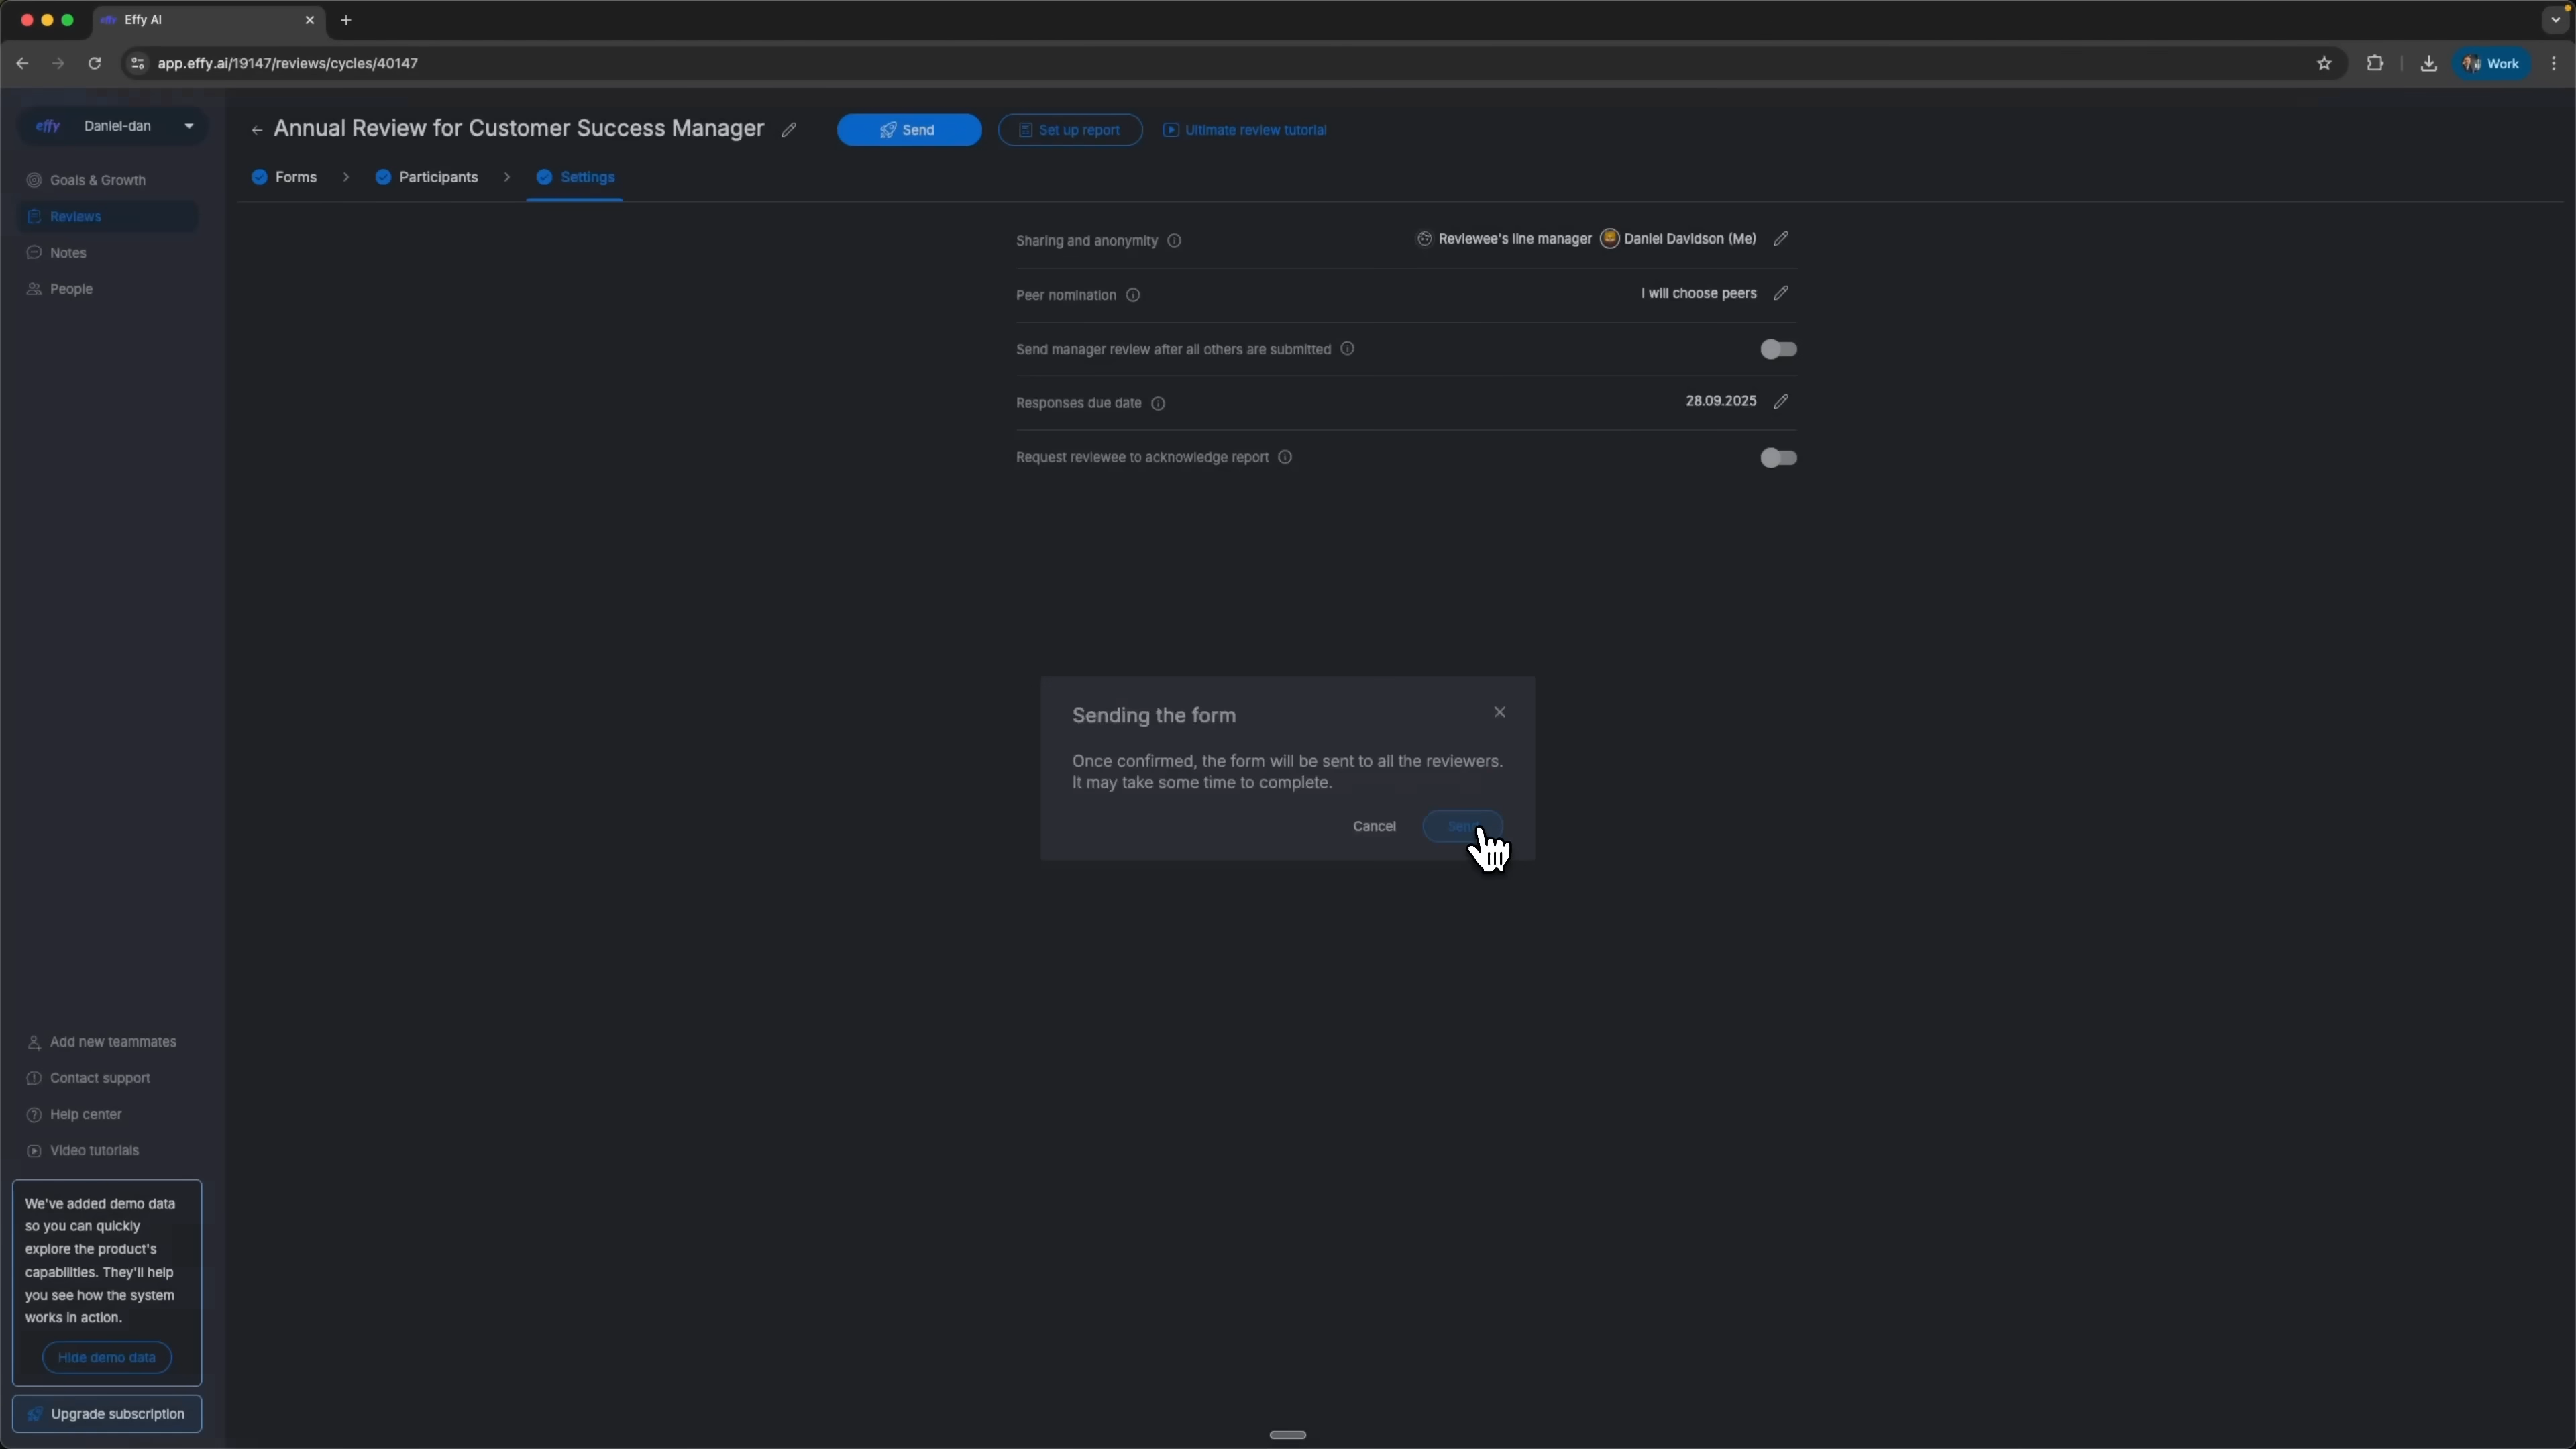 Effy AI
app.effy.ai/19147/reviews/cycles/40147
Work
effy
Daniel-dan
Annual Review for Customer Success Manager
Send
Set up report
Ultimate review tutorial
Forms
Participants
Settings
Goals & Growth
Reviews
Notes
People
Sharing and anonymity
Reviewee's line manager
Daniel Davidson (Me)
Peer nomination
I will choose peers
Send manager review after all others are submitted
Responses due date
28.09.2025
Request reviewee to acknowledge report
Sending the form
Once confirmed, the form will be sent to all the reviewers.
It may take some time to complete.
Cancel
Send
Add new teammates
Contact support
Help center
Video tutorials
We've added demo data
so you can quickly
explore the product's
capabilities. They'll help
you see how the system
works in action.
Hide demo data
Upgrade subscription